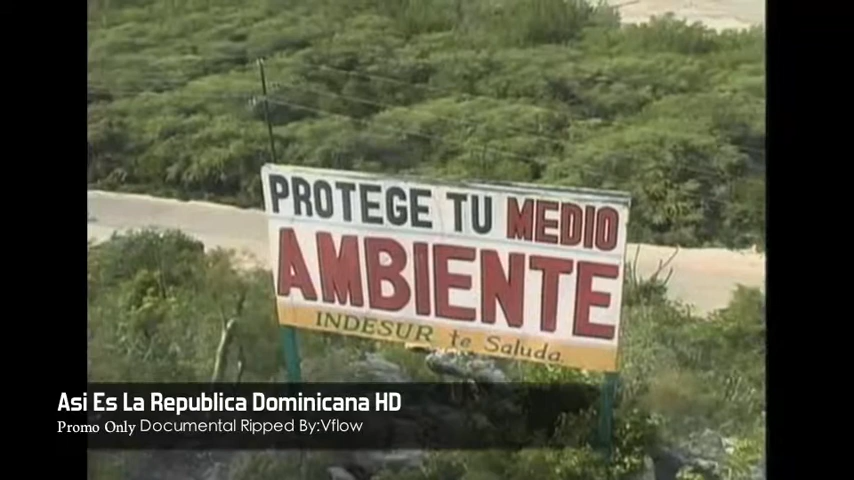 PROTEGE TU MEDIO
AMBIENTE
INDESUR te Saluda.
Asi Es La Republica Dominicana HD
Promo Only Documental Ripped By:Vflow